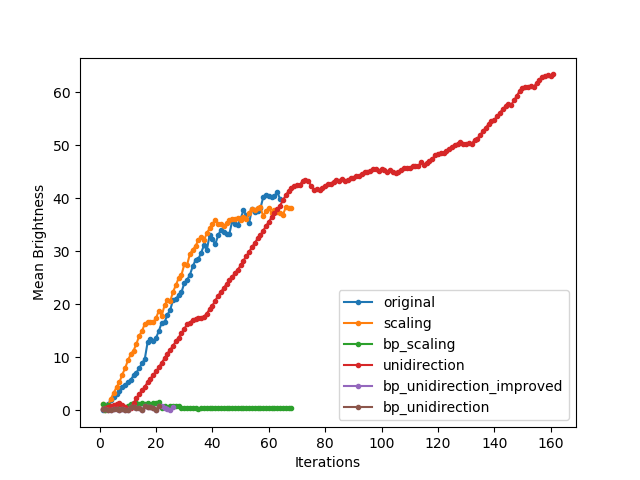 Mean Brightness
60
50
40
30
20
10
0
0 20 40 60 80 100 120 140 160
Iterations
original
scaling
bp_scaling
unidirection
bp_unidirection_improved
bp_unidirection